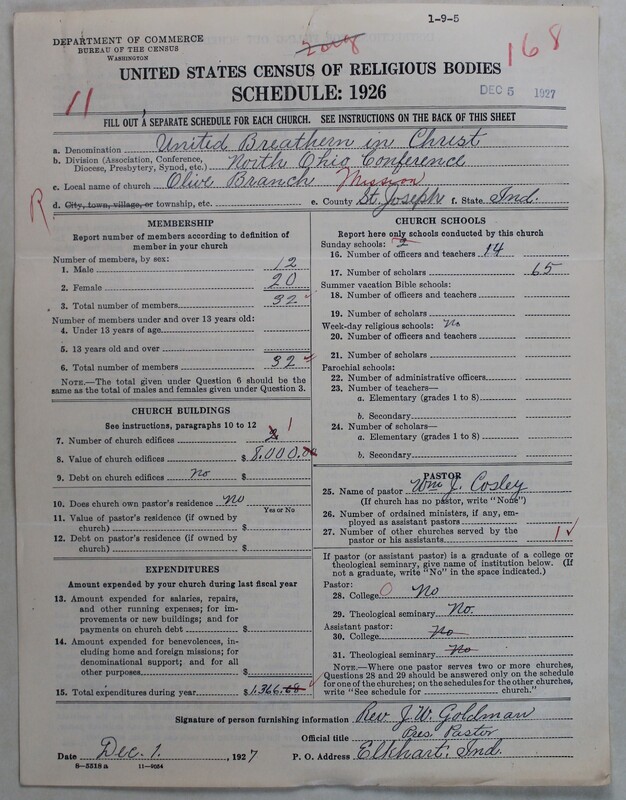 1-9-5
DEPARTMENT OF COMMERCE
BUREAU OF THE CENSUS
WASHINGTON
168
UNITED STATES CENSUS OF RELIGIOUS BODIES
SCHEDULE: 1926
DEC 5 1927
11
FILL OUT A SEPARATE SCHEDULE FOR EACH CHURCH. SEE INSTRUCTIONS ON THE BACK OF THIS SHEET
a. Denomination United Breathern in Christ
b. Division (Association, Conference, Diocese, Presbytery, Synod, etc.) North Ohio Conference
c. Local name of church Olive Branch Mission
R
d. City, town, village, or township, etc. e. County St. Joseph f. State Ind.
MEMBERSHIP
Report number of members according to definition of member in your church
Number of members, by sex:
1. Male 12
2. Female 20
3. Total number of members 32
Number of members under and over 13 years old:
4. Under 13 years of age
5. 13 years old and over
6. Total number of members 32
NOTE.—The total given under Question 6 should be the same as the total of males and females given under Question 3.
CHURCH BUILDINGS
See instructions, paragraphs 10 to 12
7. Number of church edifices 2 1
8. Value of church edifices $ 8,000.00
9. Debt on church edifices No $
10. Does church own pastor's residence No
Yes or No
11. Value of pastor's residence (if owned by church) $
12. Debt on pastor's residence (if owned by church) $
EXPENDITURES
Amount expended by your church during last fiscal year
13. Amount expended for salaries, repairs, and other running expenses; for improvements or new buildings; and for payments on church debt $
14. Amount expended for benevolences, including home and foreign missions; for denominational support; and for all other purposes $
15. Total expenditures during year $1,366.68
CHURCH SCHOOLS
Report here only schools conducted by this church
Sunday schools: 2
16. Number of officers and teachers 14
17. Number of scholars 65
Summer vacation Bible schools:
18. Number of officers and teachers
19. Number of scholars
Week-day religious schools: No
20. Number of officers and teachers
21. Number of scholars
Parochial schools:
22. Number of administrative officers
23. Number of teachers—
a. Elementary (grades 1 to 8)
b. Secondary
24. Number of scholars—
a. Elementary (grades 1 to 8)
b. Secondary
PASTOR
25. Name of pastor Wm J. Cosley
(If church has no pastor, write "None")
26. Number of ordained ministers, if any, employed as assistant pastors
27. Number of other churches served by the pastor or his assistants 1
If pastor (or assistant pastor) is a graduate of a college or theological seminary, give name of institution below. (If not a graduate, write "No" in the space indicated.)
Pastor:
28. College 0 No
29. Theological seminary No.
Assistant pastor:
30. College No
31. Theological seminary No
NOTE.—Where one pastor serves two or more churches, Questions 28 and 29 should be answered only on the schedule for one of the churches; on the schedules for the other churches, write "See schedule for ........ church."
Signature of person furnishing information Rev. J. W. Goldman
Official title Pastor
Date Dec. 1. , 1927 P. O. Address Elkhart, Ind.
8-5518 a 11-9554